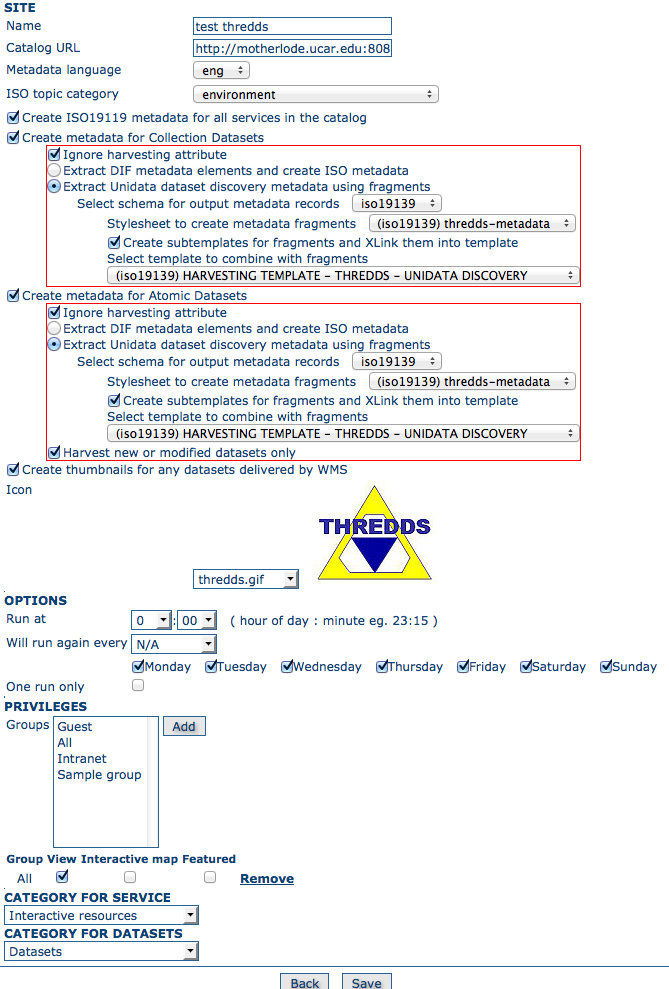 SITE
Name test thredds
Catalog URL http://motherlode.ucar.edu:808
Metadata language eng
ISO topic category environment
Create ISO19119 metadata for all services in the catalog
Create metadata for Collection Datasets
Ignore harvesting attribute
Extract DIF metadata elements and create ISO metadata
Extract Unidata dataset discovery metadata using fragments
Select schema for output metadata records iso19139
Stylesheet to create metadata fragments (iso19139) thredds-metadata
Create subtemplates for fragments and XLink them into template
Select template to combine with fragments
(iso19139) HARVESTING TEMPLATE – THREDDS – UNIDATA DISCOVERY
Create metadata for Atomic Datasets
Ignore harvesting attribute
Extract DIF metadata elements and create ISO metadata
Extract Unidata dataset discovery metadata using fragments
Select schema for output metadata records iso19139
Stylesheet to create metadata fragments (iso19139) thredds-metadata
Create subtemplates for fragments and XLink them into template
Select template to combine with fragments
(iso19139) HARVESTING TEMPLATE – THREDDS – UNIDATA DISCOVERY
Harvest new or modified datasets only
Create thumbnails for any datasets delivered by WMS
Icon
THREDDS
thredds.gif
OPTIONS
Run at 0 : 00 ( hour of day : minute eg. 23:15 )
Will run again every N/A
Monday Tuesday Wednesday Thursday Friday Saturday Sunday
One run only
PRIVILEGES
Groups Guest Add
All
Intranet
Sample group
Group View Interactive map Featured
All Remove
CATEGORY FOR SERVICE
Interactive resources
CATEGORY FOR DATASETS
Datasets
Back Save